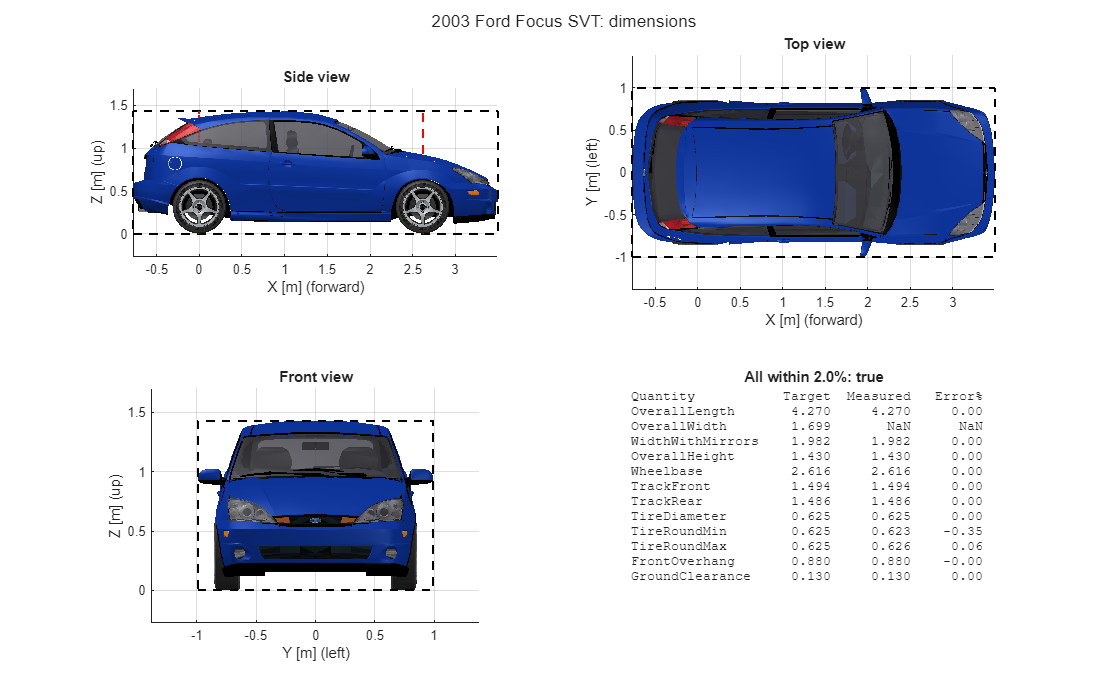 2003 Ford Focus SVT: dimensions
Side view
1.5
1
0.5
0
Z [m] (up)
-0.5 0 0.5 1 1.5 2 2.5 3
X [m] (forward)
Top view
1
0.5
0
-0.5
-1
Y [m] (left)
-0.5 0 0.5 1 1.5 2 2.5 3
X [m] (forward)
Front view
1.5
1
0.5
0
Z [m] (up)
-1 -0.5 0 0.5 1
Y [m] (left)
All within 2.0%: true
Quantity Target Measured Error%
OverallLength 4.270 4.270 0.00
OverallWidth 1.699 NaN NaN
WidthWithMirrors 1.982 1.982 0.00
OverallHeight 1.430 1.430 0.00
Wheelbase 2.616 2.616 0.00
TrackFront 1.494 1.494 0.00
TrackRear 1.486 1.486 0.00
TireDiameter 0.625 0.625 0.00
TireRoundMin 0.625 0.623 -0.35
TireRoundMax 0.625 0.626 0.06
FrontOverhang 0.880 0.880 -0.00
GroundClearance 0.130 0.130 0.00